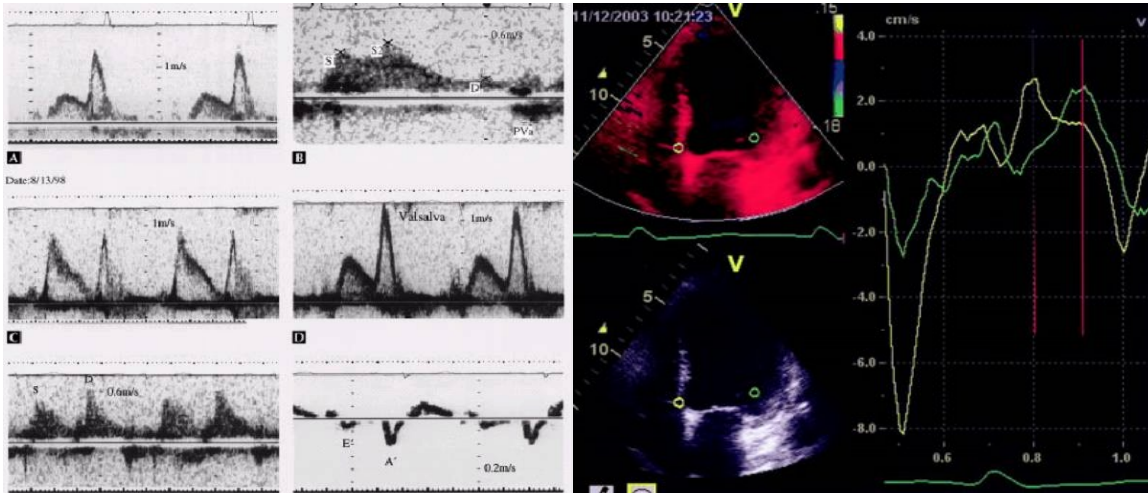 1m/s
A
S1
S2
0.6m/s
D
PVa
B
Date:8/13/98
1m/s
C
Valsalva
1m/s
D
S
D
0.6m/s
E'
A'
0.2m/s
11/12/2003 10:21:23
V
.15
5
10
.18
V
5
10
cm/s
V
4.0
2.0
0.0
-2.0
-4.0
-6.0
-8.0
0.6
0.8
1.0